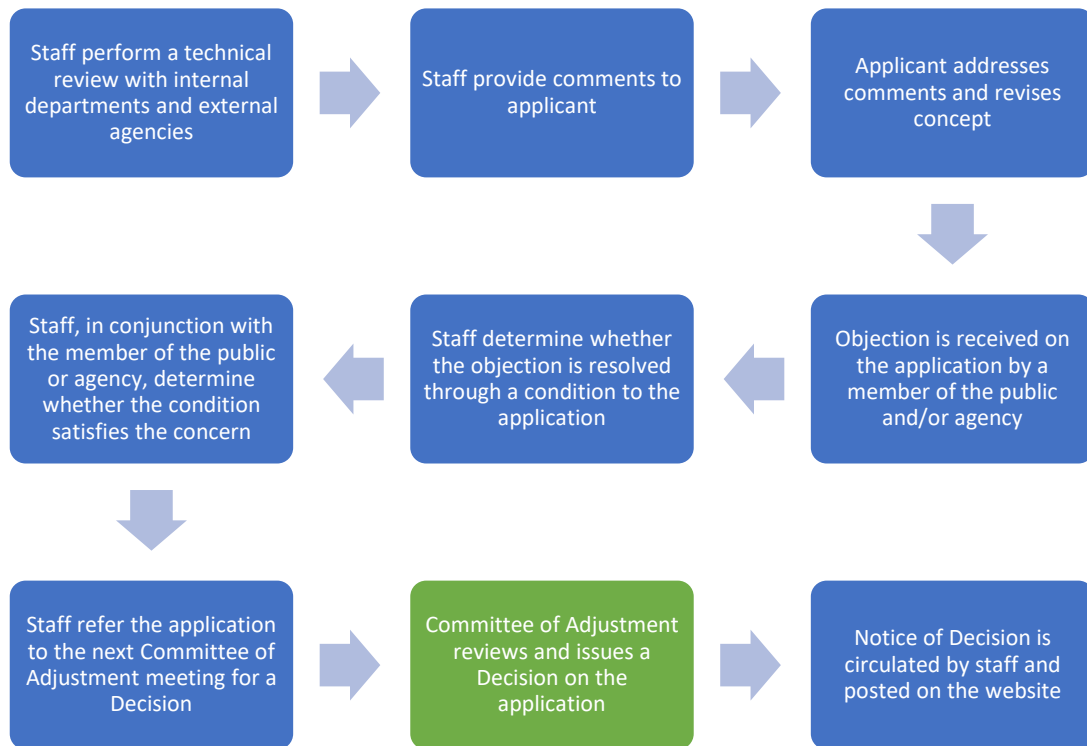 Staff perform a technical
review with internal
departments and external
agencies
Staff provide comments to
applicant
Applicant addresses
comments and revises
concept
Objection is received on
the application by a
member of the public
and/or agency
Staff determine whether
the objection is resolved
through a condition to the
application
Staff, in conjunction with
the member of the public
or agency, determine
whether the condition
satisfies the concern
Staff refer the application
to the next Committee of
Adjustment meeting for a
Decision
Committee of Adjustment
reviews and issues a
Decision on the
application
Notice of Decision is
circulated by staff and
posted on the website